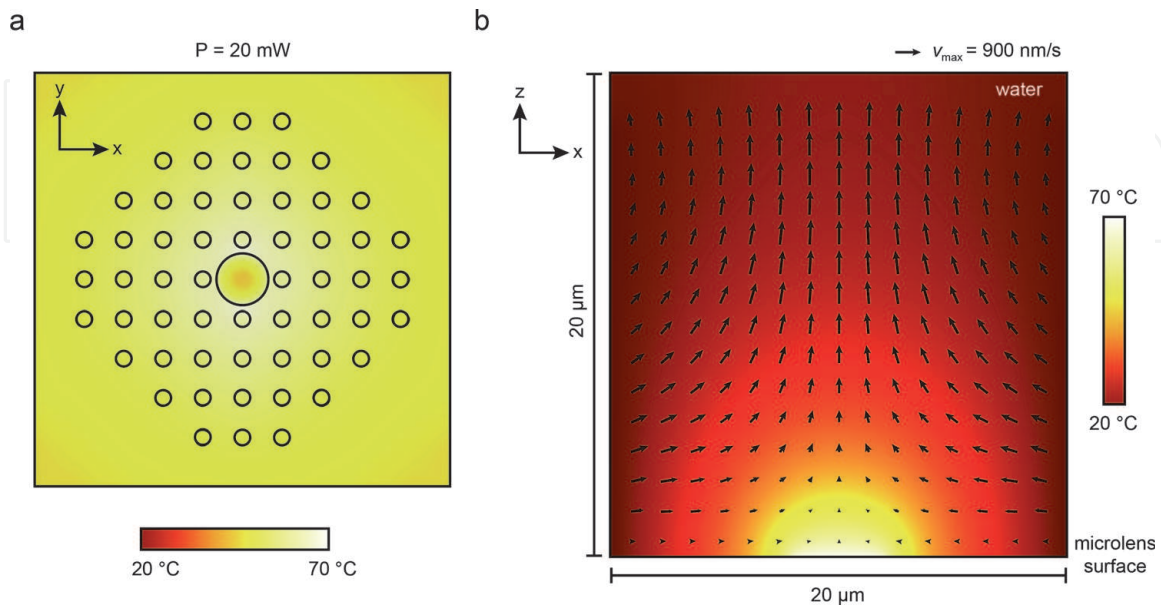 a
P = 20 mW
y
x
20 °C
70 °C
b
vmax = 900 nm/s
z
x
water
20 µm
70 °C
20 °C
microlens
surface
20 µm